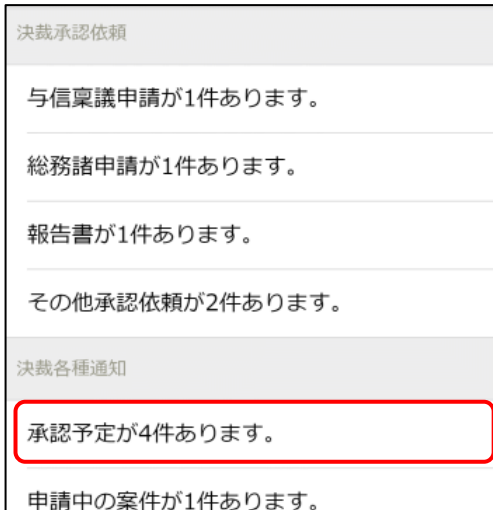 決裁承認依頼
与信稟議申請が1件あります。
総務諸申請が1件あります。
報告書が1件あります。
その他承認依頼が2件あります。
決裁各種通知
承認予定が4件あります。
申請中の案件が1件あります。